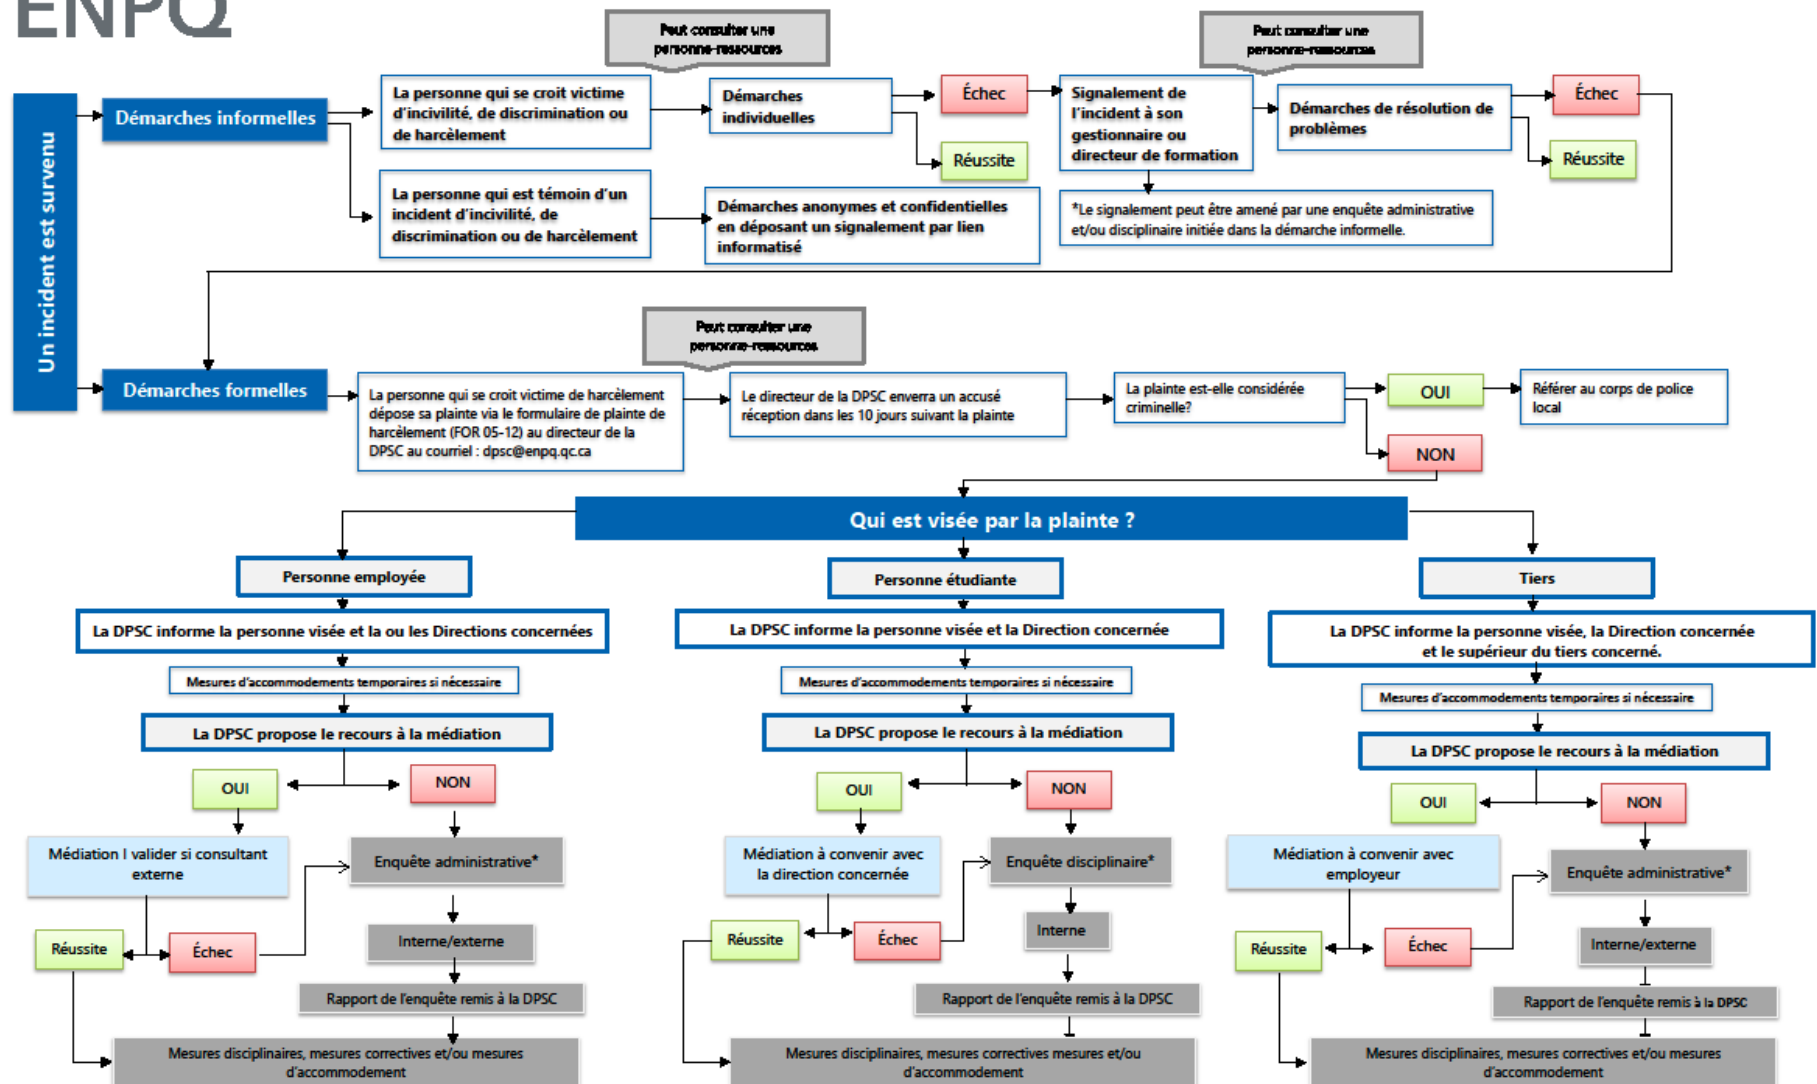 ENPQ
Peut consulter une
personne-ressources
Peut consulter une
personne-ressources
Un incident est survenu
Démarches informelles
La personne qui se croit victime
d'incivilité, de discrimination ou
de harcèlement
Démarches
individuelles
Échec
Réussite
Signalement de
l'incident à son
gestionnaire ou
directeur de formation
Démarches de résolution de
problèmes
Échec
Réussite
La personne qui est témoin d'un
incident d'incivilité, de
discrimination ou de harcèlement
Démarches anonymes et confidentielles
en déposant un signalement par lien
informatisé
*Le signalement peut être amené par une enquête administrative
et/ou disciplinaire initiée dans la démarche informelle.
Peut consulter une
personne-ressources
Démarches formelles
La personne qui se croit victime de harcèlement
dépose sa plainte via le formulaire de plainte de
harcèlement (FOR 05-12) au directeur de la
DPSC au courriel : dpsc@enpq.qc.ca
Le directeur de la DPSC enverra un accusé
réception dans les 10 jours suivant la plainte
La plainte est-elle considérée
criminelle?
OUI
Référer au corps de police
local
NON
Qui est visée par la plainte ?
Personne employée
La DPSC informe la personne visée et la ou les Directions concernées
Mesures d'accommodements temporaires si nécessaire
La DPSC propose le recours à la médiation
OUI
NON
Médiation I valider si consultant
externe
Enquête administrative*
Réussite
Échec
Interne/externe
Rapport de l'enquête remis à la DPSC
Mesures disciplinaires, mesures correctives et/ou mesures
d'accommodement
Personne étudiante
La DPSC informe la personne visée et la Direction concernée
Mesures d'accommodements temporaires si nécessaire
La DPSC propose le recours à la médiation
OUI
NON
Médiation à convenir avec
la direction concernée
Enquête disciplinaire*
Réussite
Échec
Interne
Rapport de l'enquête remis à la DPSC
Mesures disciplinaires, mesures correctives mesures et/ou
d'accommodement
Tiers
La DPSC informe la personne visée, la Direction concernée
et le supérieur du tiers concerné.
Mesures d'accommodements temporaires si nécessaire
La DPSC propose le recours à la médiation
OUI
NON
Médiation à convenir avec
employeur
Enquête administrative*
Réussite
Échec
Interne/externe
Rapport de l'enquête remis à la DPSC
Mesures disciplinaires, mesures correctives et/ou mesures
d'accommodement